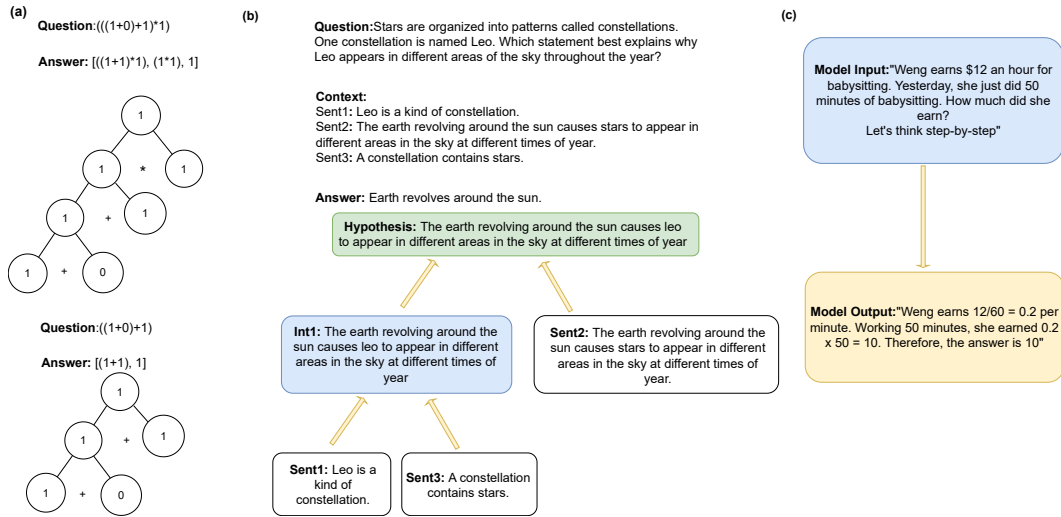 (a)
Question:(((1+0)+1)*1)
Answer: [((1+1)*1), (1*1), 1]
1
1 * 1
1 + 1
1 + 0
Question:((1+0)+1)
Answer: [(1+1), 1]
1
1 + 1
1 + 0
(b)
Question:Stars are organized into patterns called constellations.
One constellation is named Leo. Which statement best explains why
Leo appears in different areas of the sky throughout the year?
Context:
Sent1: Leo is a kind of constellation.
Sent2: The earth revolving around the sun causes stars to appear in
different areas in the sky at different times of year.
Sent3: A constellation contains stars.
Answer: Earth revolves around the sun.
Hypothesis: The earth revolving around the sun causes leo
to appear in different areas in the sky at different times of year
Int1: The earth revolving around the
sun causes leo to appear in different
areas in the sky at different times of
year
Sent2: The earth revolving around the
sun causes stars to appear in different
areas in the sky at different times of
year.
Sent1: Leo is a
kind of
constellation.
Sent3: A constellation
contains stars.
(c)
Model Input:"Weng earns $12 an hour for
babysitting. Yesterday, she just did 50
minutes of babysitting. How much did she
earn?
Let's think step-by-step"
Model Output:"Weng earns 12/60 = 0.2 per
minute. Working 50 minutes, she earned 0.2
x 50 = 10. Therefore, the answer is 10"